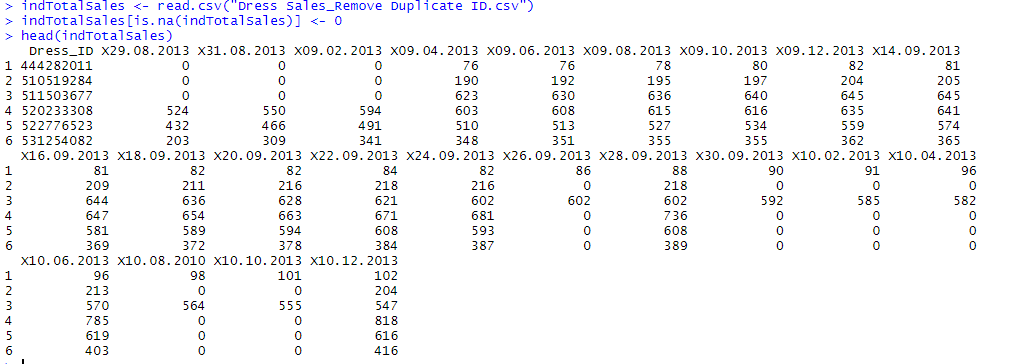 > indTotalSales <- read.csv("Dress Sales_Remove Duplicate ID.csv")
> indTotalSales[is.na(indTotalSales)] <- 0
> head(indTotalSales)
Dress_ID X29.08.2013 X31.08.2013 X09.02.2013 X09.04.2013 X09.06.2013 X09.08.2013 X09.10.2013 X09.12.2013 X14.09.2013
1 444282011 0 0 0 76 76 78 80 82 81
2 510519284 0 0 0 190 192 195 197 204 205
3 511503677 0 0 0 623 630 636 640 645 645
4 520233308 524 550 594 603 608 615 616 635 641
5 522776523 432 466 491 510 513 527 534 559 574
6 531254082 203 309 341 348 351 355 355 362 365
X16.09.2013 X18.09.2013 X20.09.2013 X22.09.2013 X24.09.2013 X26.09.2013 X28.09.2013 X30.09.2013 X10.02.2013 X10.04.2013
1 81 82 82 84 82 86 88 90 91 96
2 209 211 216 218 216 0 218 0 0 0
3 644 636 628 621 602 602 602 592 585 582
4 647 654 663 671 681 0 736 0 0 0
5 581 589 594 608 593 0 608 0 0 0
6 369 372 378 384 387 0 389 0 0 0
X10.06.2013 X10.08.2010 X10.10.2013 X10.12.2013
1 96 98 101 102
2 213 0 0 204
3 570 564 555 547
4 785 0 0 818
5 619 0 0 616
6 403 0 0 416